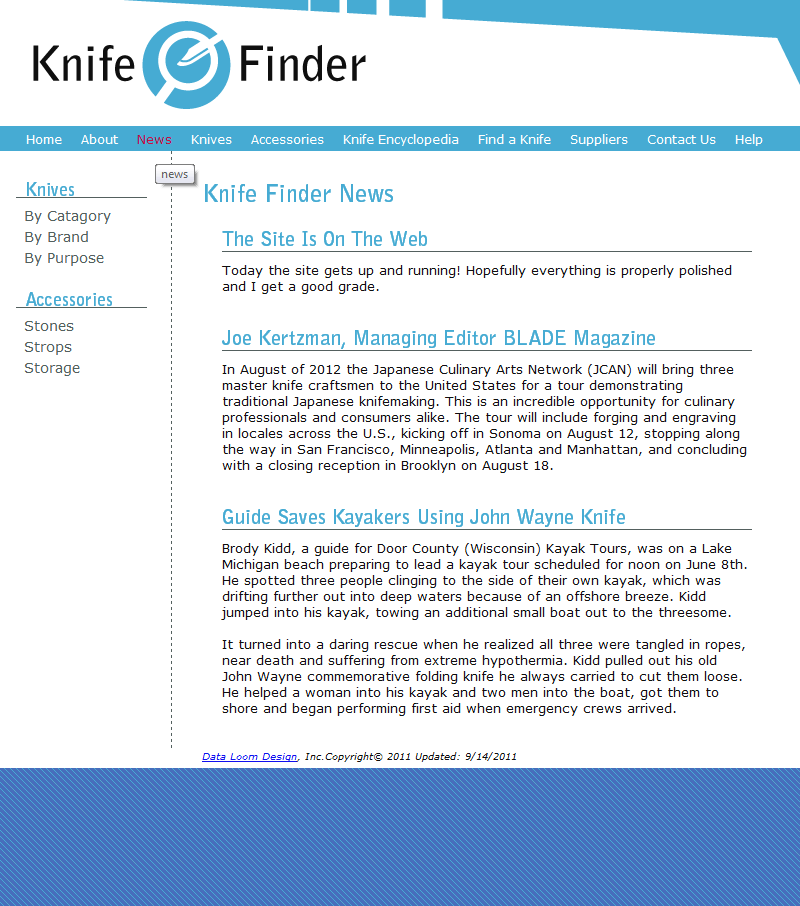 Knife Finder
Home About News Knives Accessories Knife Encyclopedia Find a Knife Suppliers Contact Us Help
news
Knives
By Catagory
By Brand
By Purpose
Accessories
Stones
Strops
Storage
Knife Finder News
The Site Is On The Web
Today the site gets up and running! Hopefully everything is properly polished
and I get a good grade.
Joe Kertzman, Managing Editor BLADE Magazine
In August of 2012 the Japanese Culinary Arts Network (JCAN) will bring three
master knife craftsmen to the United States for a tour demonstrating
traditional Japanese knifemaking. This is an incredible opportunity for culinary
professionals and consumers alike. The tour will include forging and engraving
in locales across the U.S., kicking off in Sonoma on August 12, stopping along
the way in San Francisco, Minneapolis, Atlanta and Manhattan, and concluding
with a closing reception in Brooklyn on August 18.
Guide Saves Kayakers Using John Wayne Knife
Brody Kidd, a guide for Door County (Wisconsin) Kayak Tours, was on a Lake
Michigan beach preparing to lead a kayak tour scheduled for noon on June 8th.
He spotted three people clinging to the side of their own kayak, which was
drifting further out into deep waters because of an offshore breeze. Kidd
jumped into his kayak, towing an additional small boat out to the threesome.
It turned into a daring rescue when he realized all three were tangled in ropes,
near death and suffering from extreme hypothermia. Kidd pulled out his old
John Wayne commemorative folding knife he always carried to cut them loose.
He helped a woman into his kayak and two men into the boat, got them to
shore and began performing first aid when emergency crews arrived.
Data Loom Design, Inc.Copyright© 2011 Updated: 9/14/2011